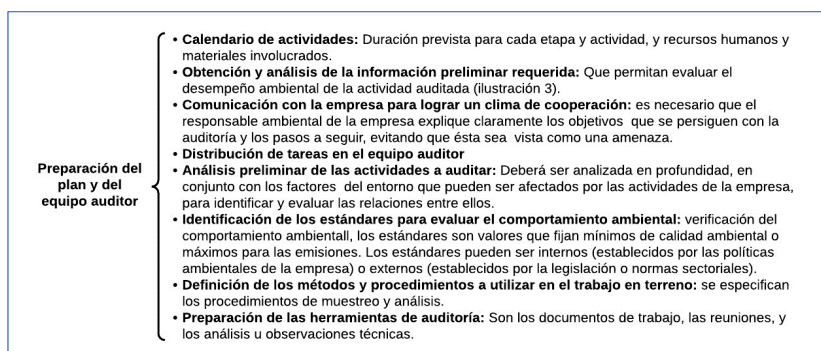 Preparación del
plan y del
equipo auditor
• Calendario de actividades: Duración prevista para cada etapa y actividad, y recursos humanos y
materiales involucrados.
• Obtención y análisis de la información preliminar requerida: Que permitan evaluar el
desempeño ambiental de la actividad auditada (ilustración 3).
• Comunicación con la empresa para lograr un clima de cooperación: es necesario que el
responsable ambiental de la empresa explique claramente los objetivos que se persiguen con la
auditoría y los pasos a seguir, evitando que ésta sea vista como una amenaza.
• Distribución de tareas en el equipo auditor
• Análisis preliminar de las actividades a auditar: Deberá ser analizada en profundidad, en
conjunto con los factores del entorno que pueden ser afectados por las actividades de la empresa,
para identificar y evaluar las relaciones entre ellos.
• Identificación de los estándares para evaluar el comportamiento ambiental: verificación del
comportamiento ambientall, los estándares son valores que fijan mínimos de calidad ambiental o
máximos para las emisiones. Los estándares pueden ser internos (establecidos por las políticas
ambientales de la empresa) o externos (establecidos por la legislación o normas sectoriales).
• Definición de los métodos y procedimientos a utilizar en el trabajo en terreno: se especifican
los procedimientos de muestreo y análisis.
• Preparación de las herramientas de auditoría: Son los documentos de trabajo, las reuniones, y
los análisis u observaciones técnicas.